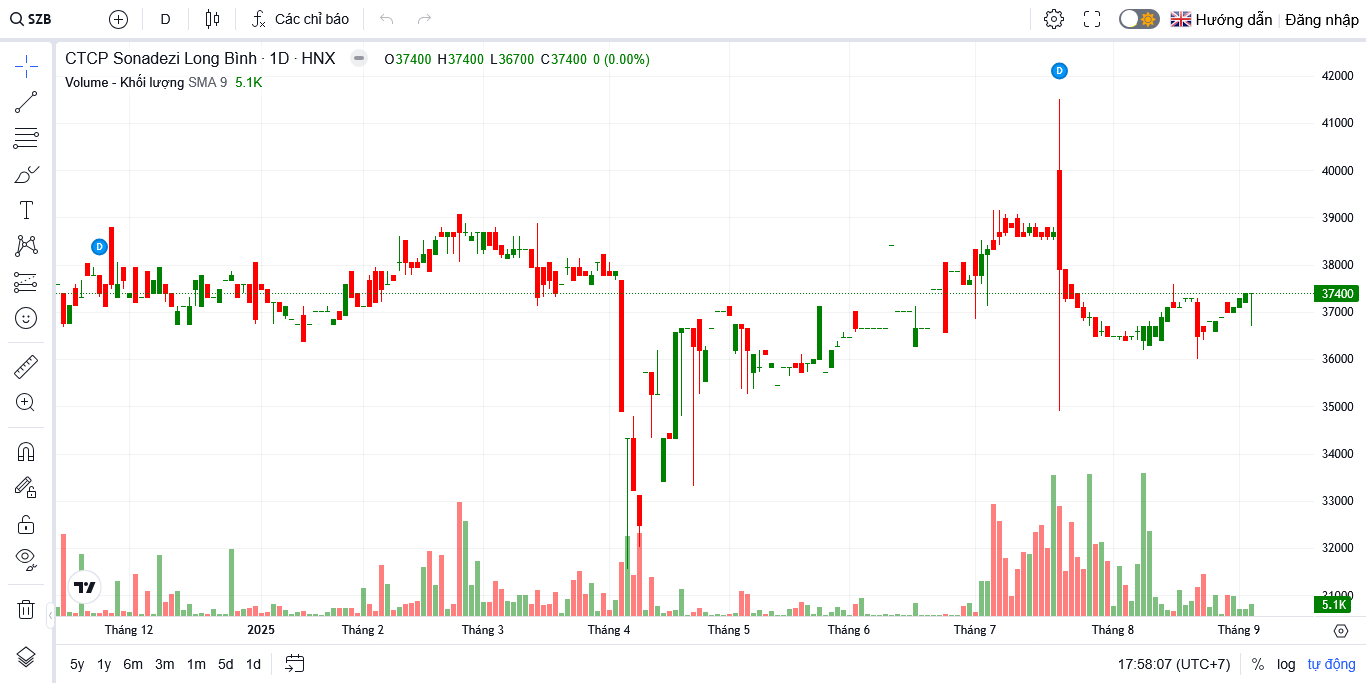 SZB D Các chỉ báo Hướng dẫn Đăng nhập
CTCP Sonadezi Long Bình · 1D · HNX O37400 H37400 L36700 C37400 0 (0.00%)
Volume - Khối lượng SMA 9 5.1K
D
D
42000
41000
40000
39000
38000
37400
37000
36000
35000
34000
33000
32000
31000
5.1K
Tháng 12 2025 Tháng 2 Tháng 3 Tháng 4 Tháng 5 Tháng 6 Tháng 7 Tháng 8 Tháng 9
5y 1y 6m 3m 1m 5d 1d 17:58:07 (UTC+7) % log tự động